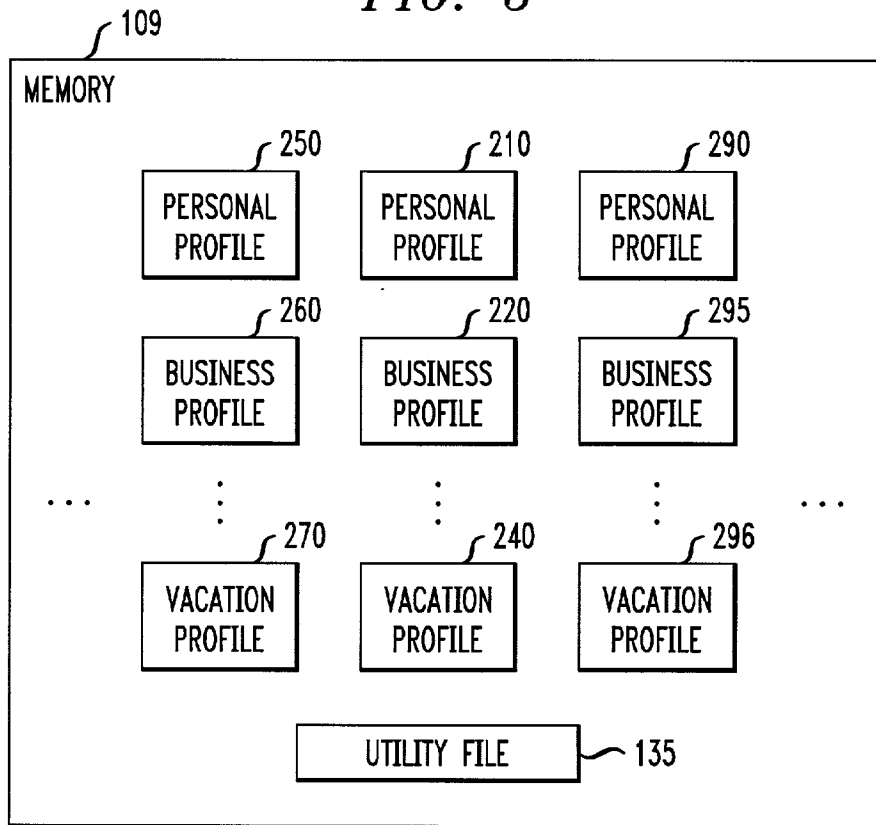 109
MEMORY
250 210 290
PERSONAL PROFILE PERSONAL PROFILE PERSONAL PROFILE
260 220 295
BUSINESS PROFILE BUSINESS PROFILE BUSINESS PROFILE
... ...
270 240 296
VACATION PROFILE VACATION PROFILE VACATION PROFILE
UTILITY FILE 135